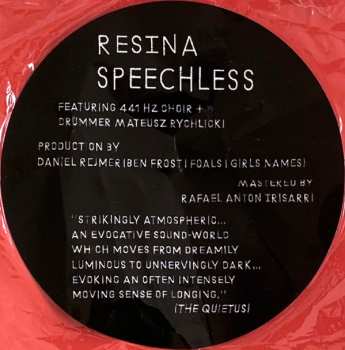 RESINA
SPEECHLESS
FEATURING 441 HZ CHOIR +
DRUMMER MATEUSZ RYCHLICKI
PRODUCTION BY
DANIEL REJMER (BEN FROST | FOALS | GIRLS NAMES)
MASTERED BY
RAFAEL ANTON IRISARRI
"STRIKINGLY ATMOSPHERIC...
AN EVOCATIVE SOUND-WORLD
WHICH MOVES FROM DREAMILY
LUMINOUS TO UNNERVINGLY DARK...
EVOKING AN OFTEN INTENSELY
MOVING SENSE OF LONGING."
(THE QUIETUS)